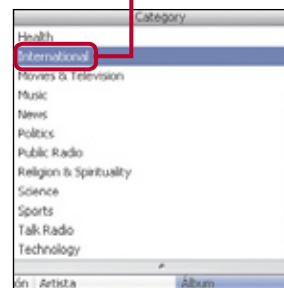 Category
Health
International
Movies & Television
Music
News
Politics
Public Radio
Religion & Spirituality
Science
Sports
Talk Radio
Technology
ón Artista Álbum